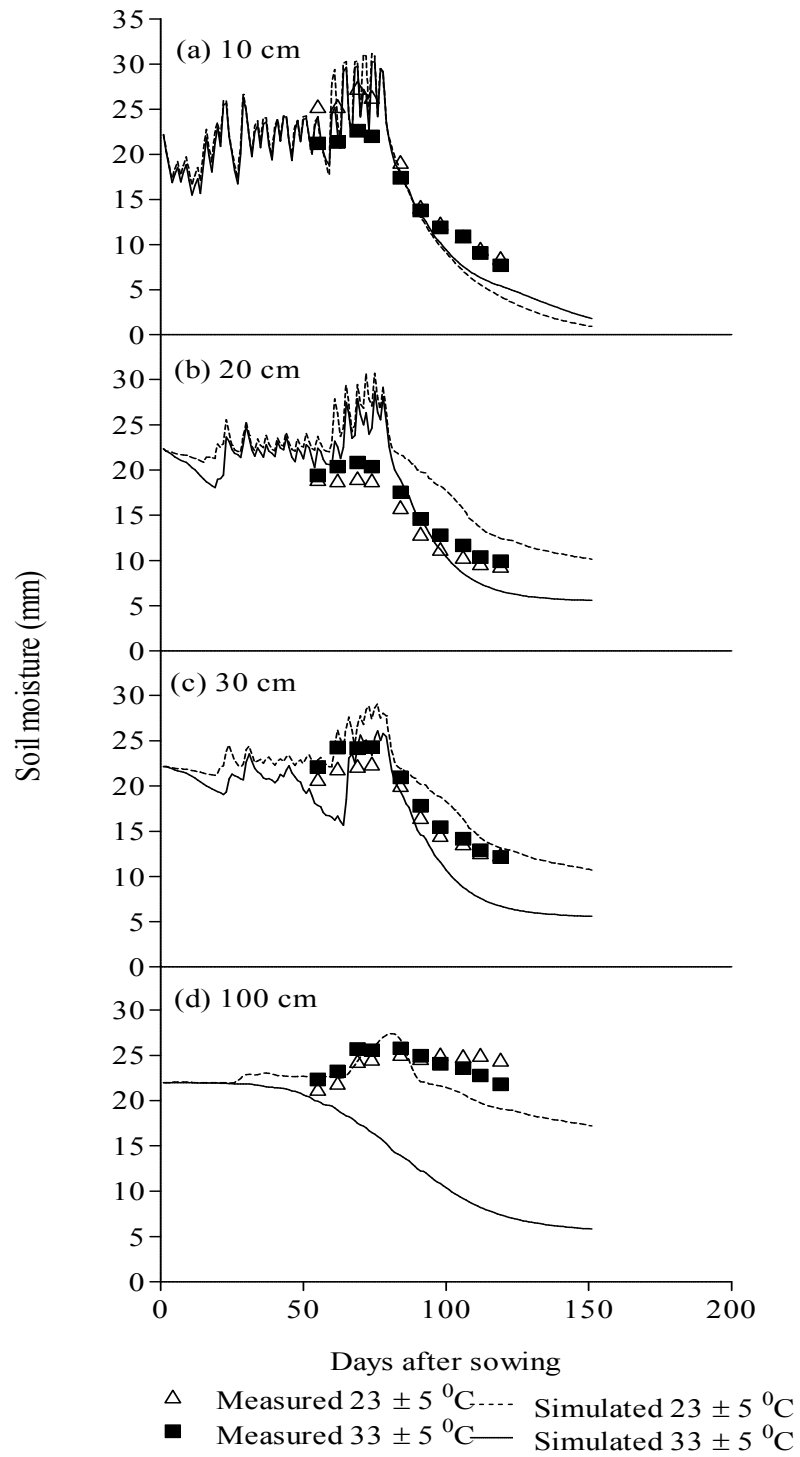 35
(a) 10 cm
30
25
20
15
10
5
0
(b) 20 cm
30
25
20
15
10
5
0
(c) 30 cm
30
25
20
15
10
5
0
(d) 100 cm
30
25
20
15
10
5
0
0 50 100 150 200
Soil moisture (mm)
Days after sowing
Measured 23 ± 5 ⁰C
Simulated 23 ± 5 ⁰C
Measured 33 ± 5 ⁰C
Simulated 33 ± 5 ⁰C